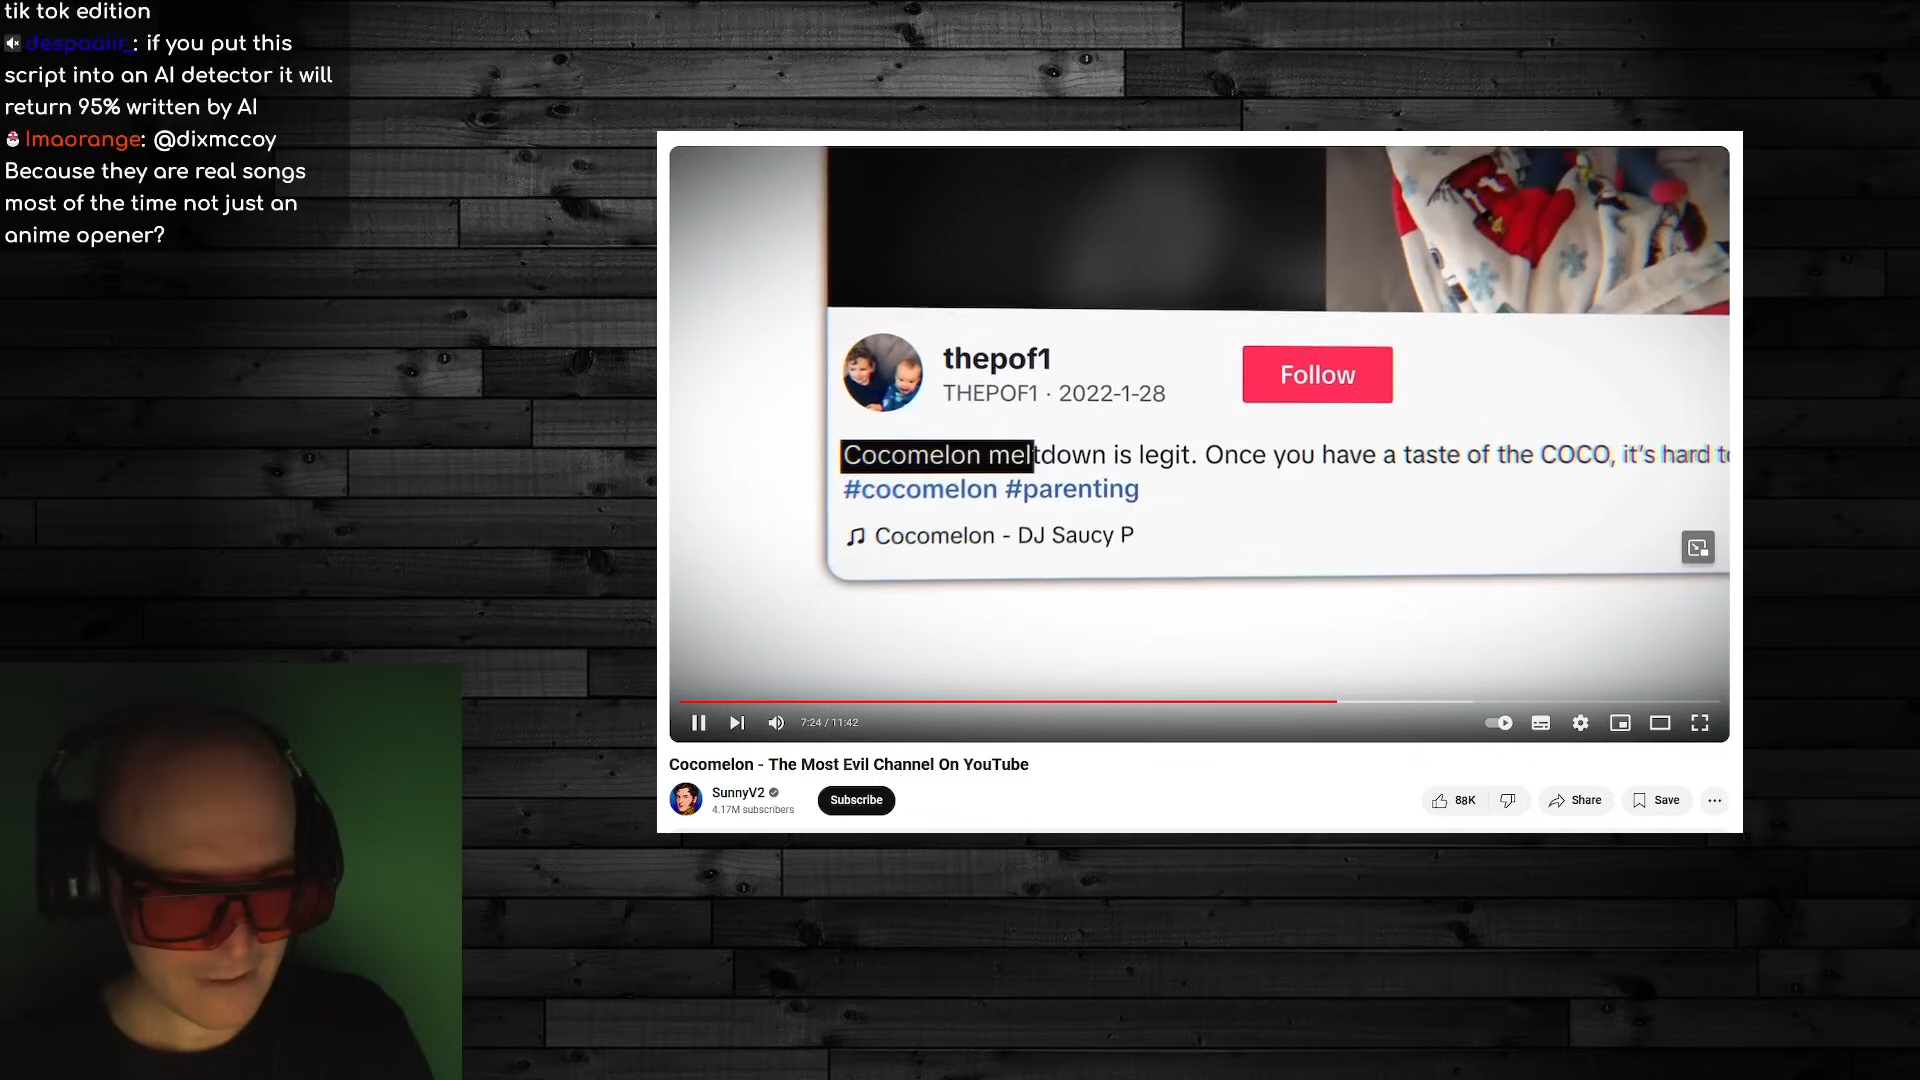 tik tok edition
despaaiir_: if you put this
script into an AI detector it will
return 95% written by AI
lmaorange: @dixmccoy
Because they are real songs
most of the time not just an
anime opener?
thepof1
THEPOF1 · 2022-1-28
Follow
Cocomelon meltdown is legit. Once you have a taste of the COCO, it's hard
#cocomelon #parenting
Cocomelon - DJ Saucy P
7:24 / 11:42
Cocomelon - The Most Evil Channel On YouTube
SunnyV2
4.17M subscribers
Subscribe
88K
Share
Save